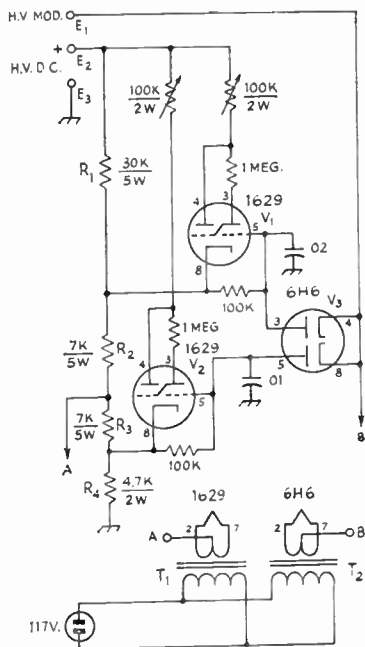 H.V. MOD. E1
+ E2
H.V. D C.
E3
100K
2W
100K
2W
R1 30K
5W
1 MEG.
4 3 1629
V1
5
8
02
100K
6H6
V3
3 4
5 8
7K
5W R2
1 MEG
1629
4 3 V2
5
8
01
A
7K
5W R3
100K
R4 4.7K
2W
B
1629 6H6
A 2 7 2 7 B
T1 T2
117V.